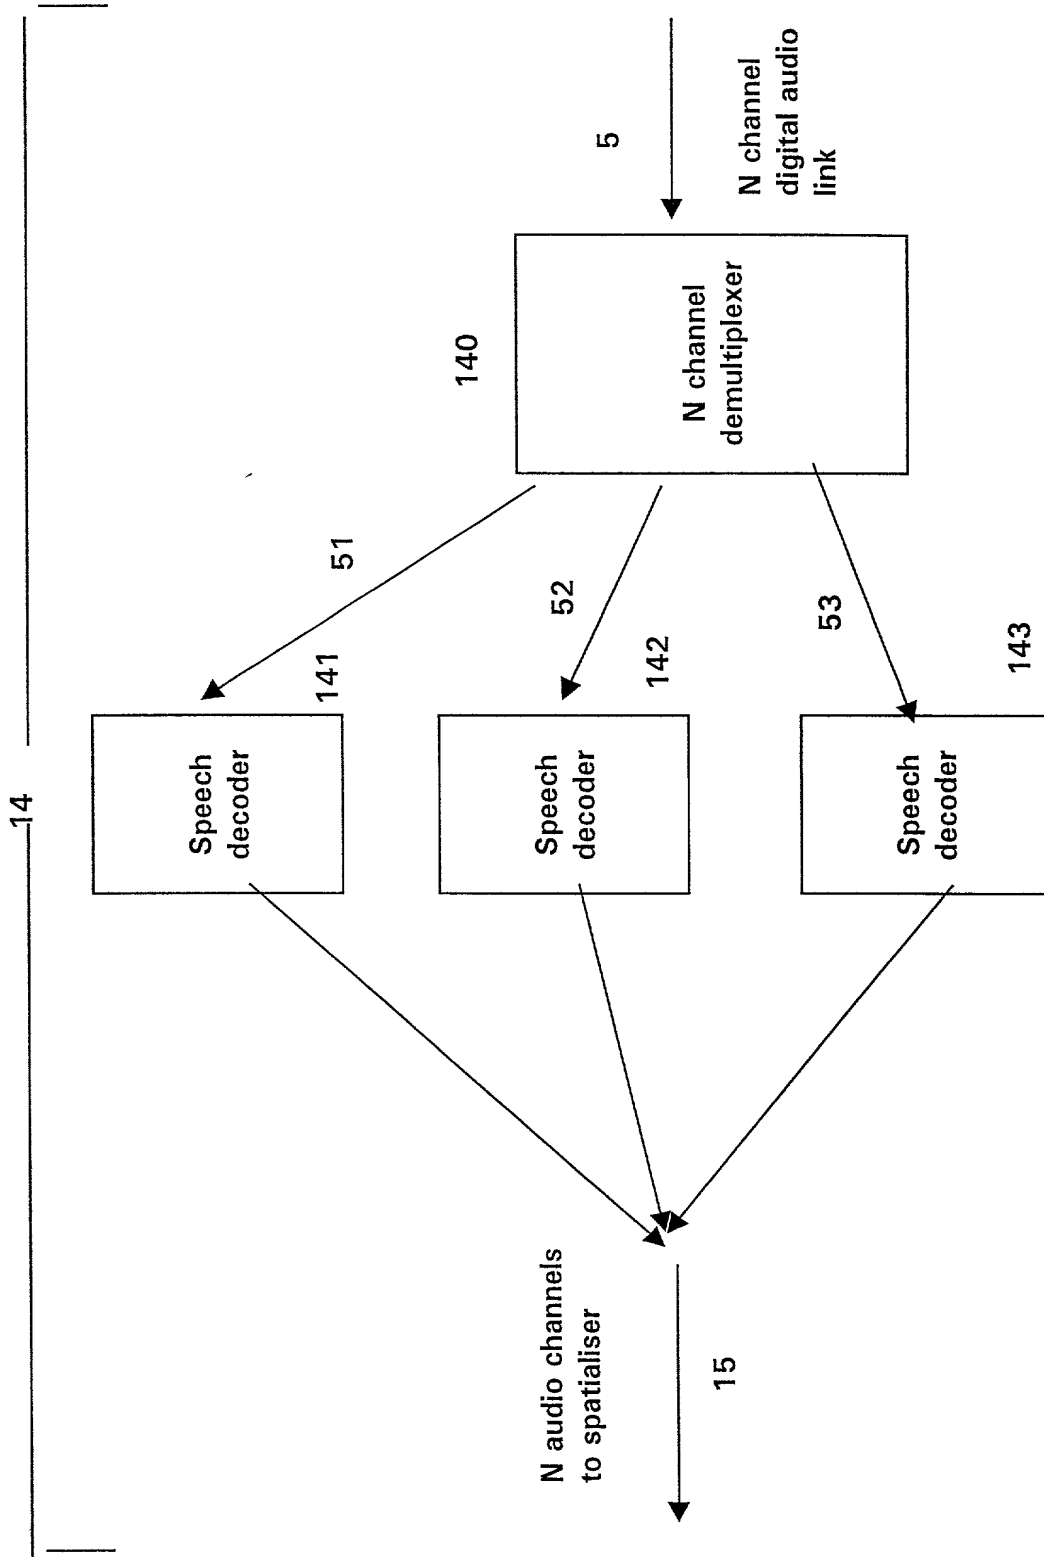 14
N channel
digital audio
link
5
140
N channel
demultiplexer
51
52
53
141
Speech
decoder
142
Speech
decoder
143
Speech
decoder
N audio channels
to spatialiser
15